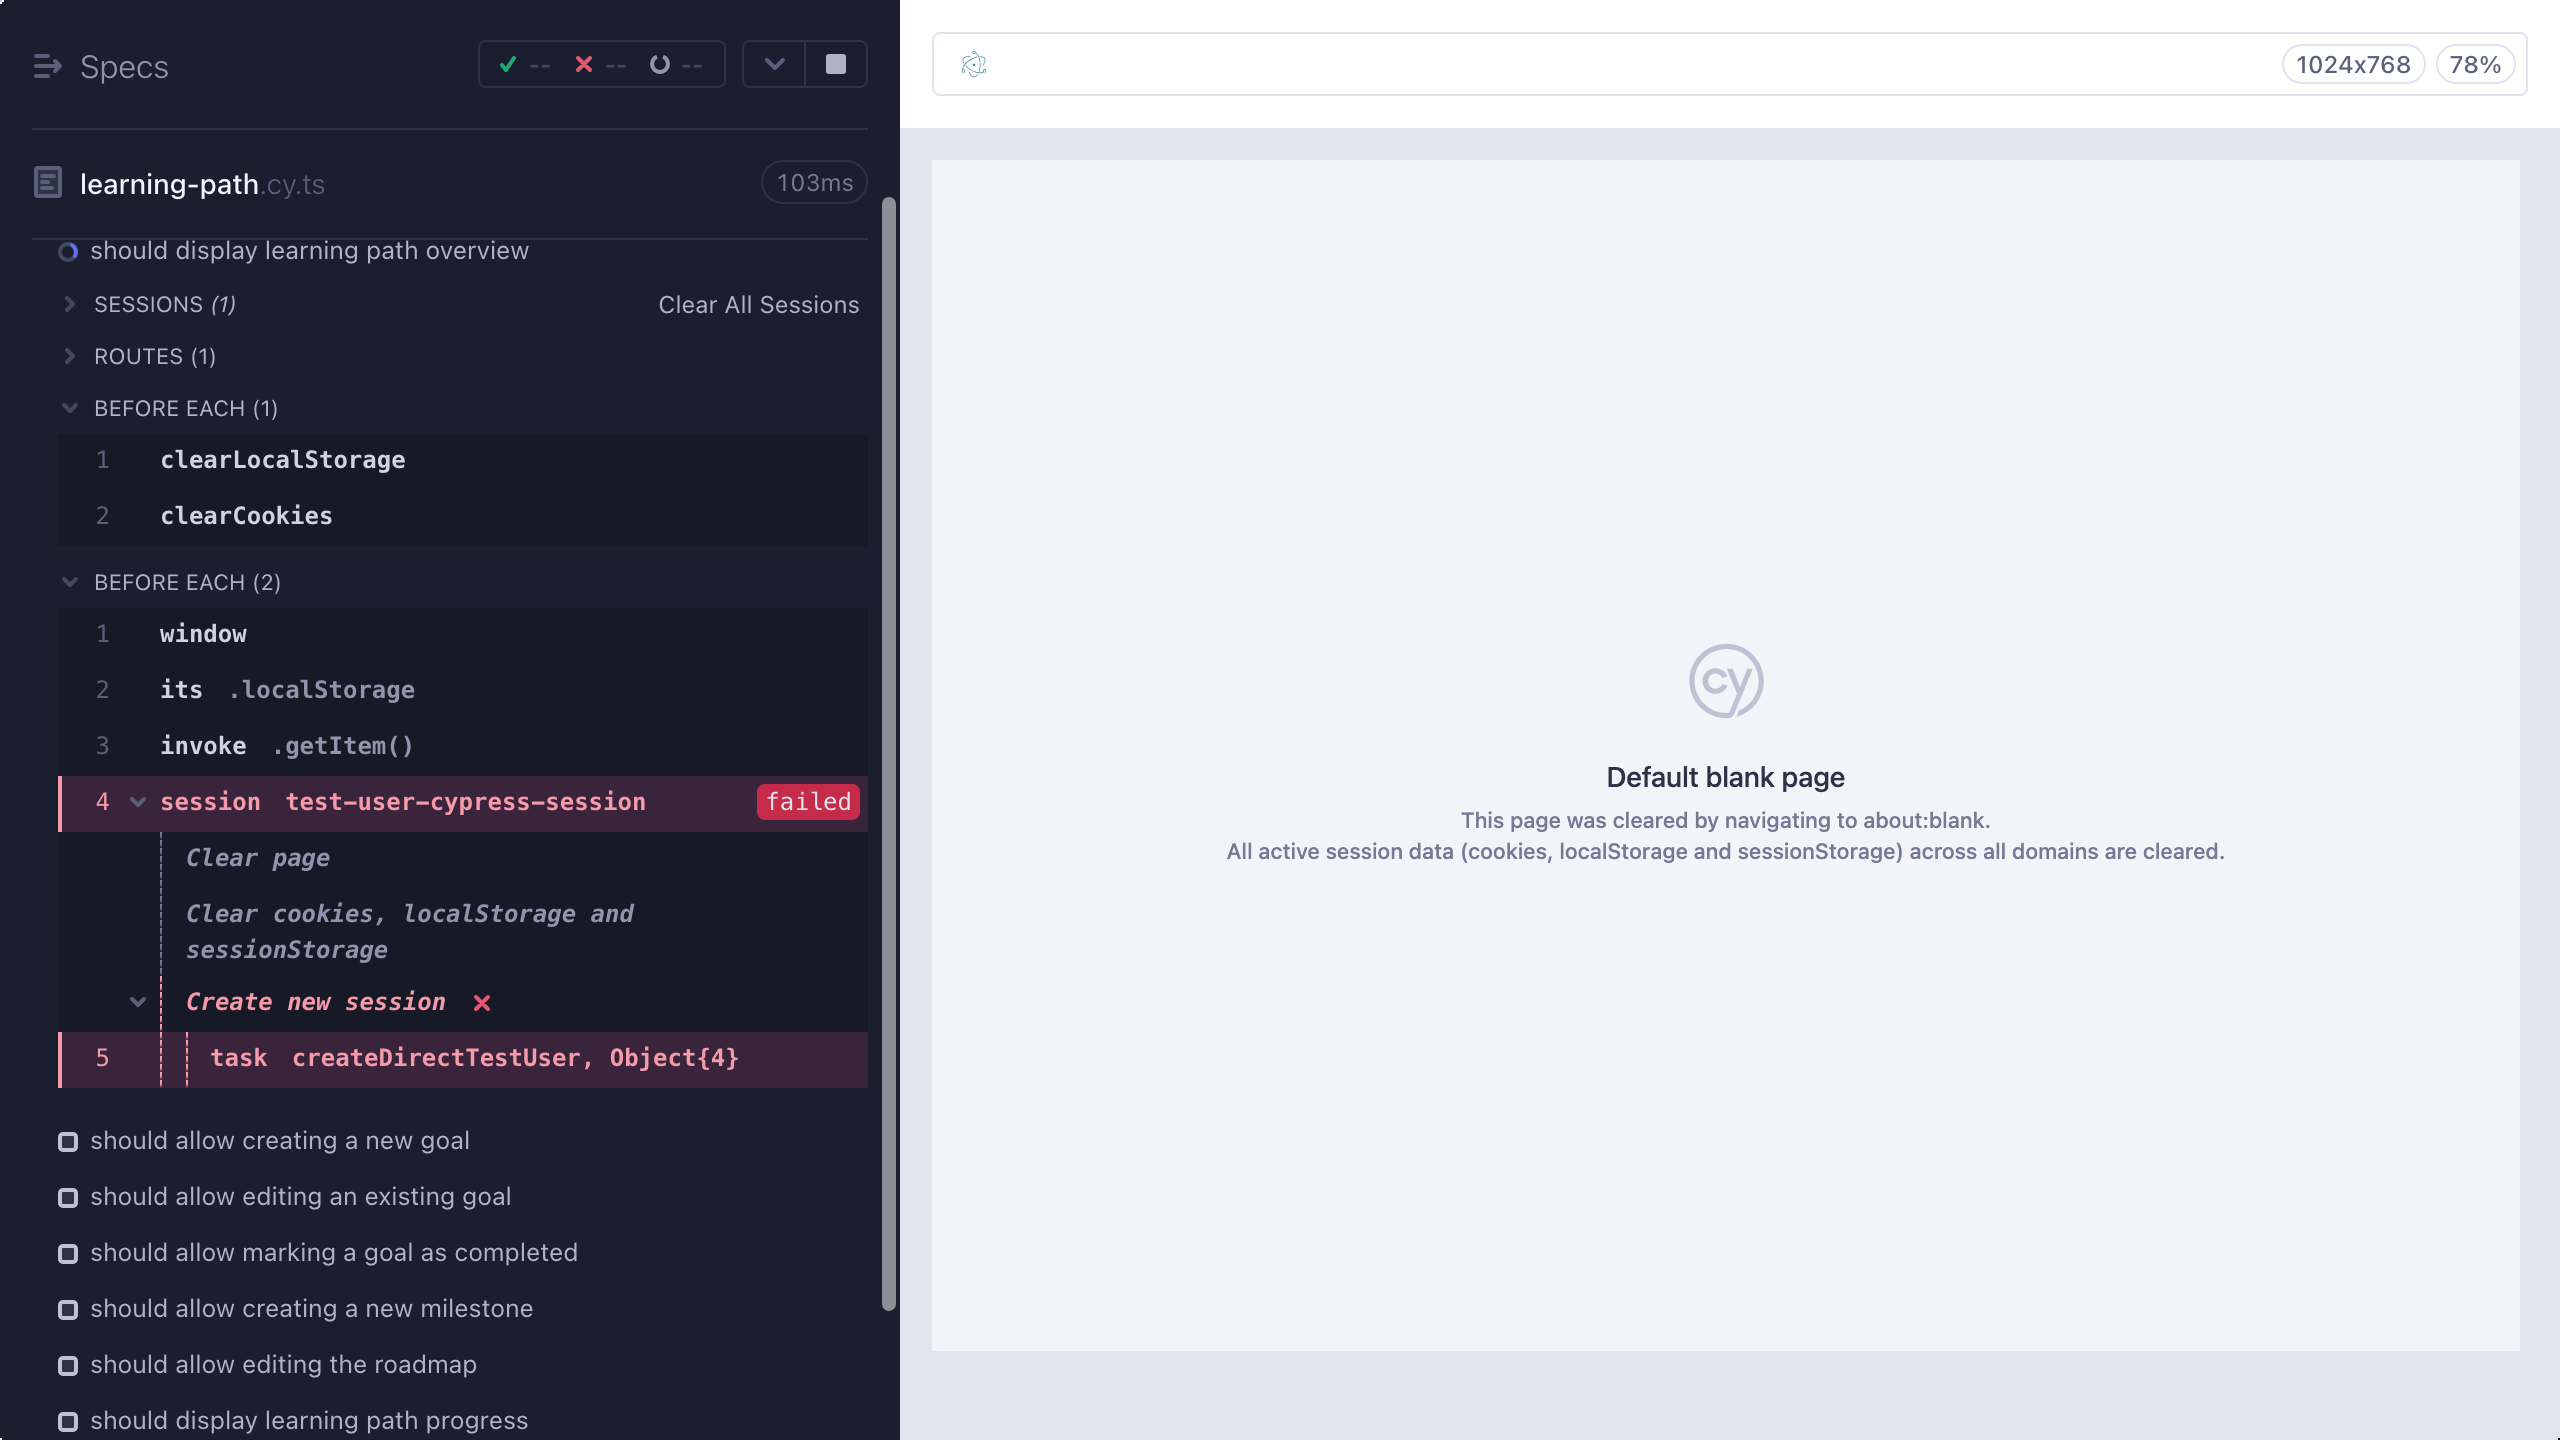 Specs
-- -- --
learning-path.cy.ts
103ms
should display learning path overview
SESSIONS (1)
Clear All Sessions
ROUTES (1)
BEFORE EACH (1)
1 clearLocalStorage
2 clearCookies
BEFORE EACH (2)
1 window
2 its .localStorage
3 invoke .getItem()
4 session test-user-cypress-session failed
Clear page
Clear cookies, localStorage and
sessionStorage
Create new session
5 task createDirectTestUser, Object{4}
should allow creating a new goal
should allow editing an existing goal
should allow marking a goal as completed
should allow creating a new milestone
should allow editing the roadmap
should display learning path progress
1024x768
78%
cy
Default blank page
This page was cleared by navigating to about:blank.
All active session data (cookies, localStorage and sessionStorage) across all domains are cleared.